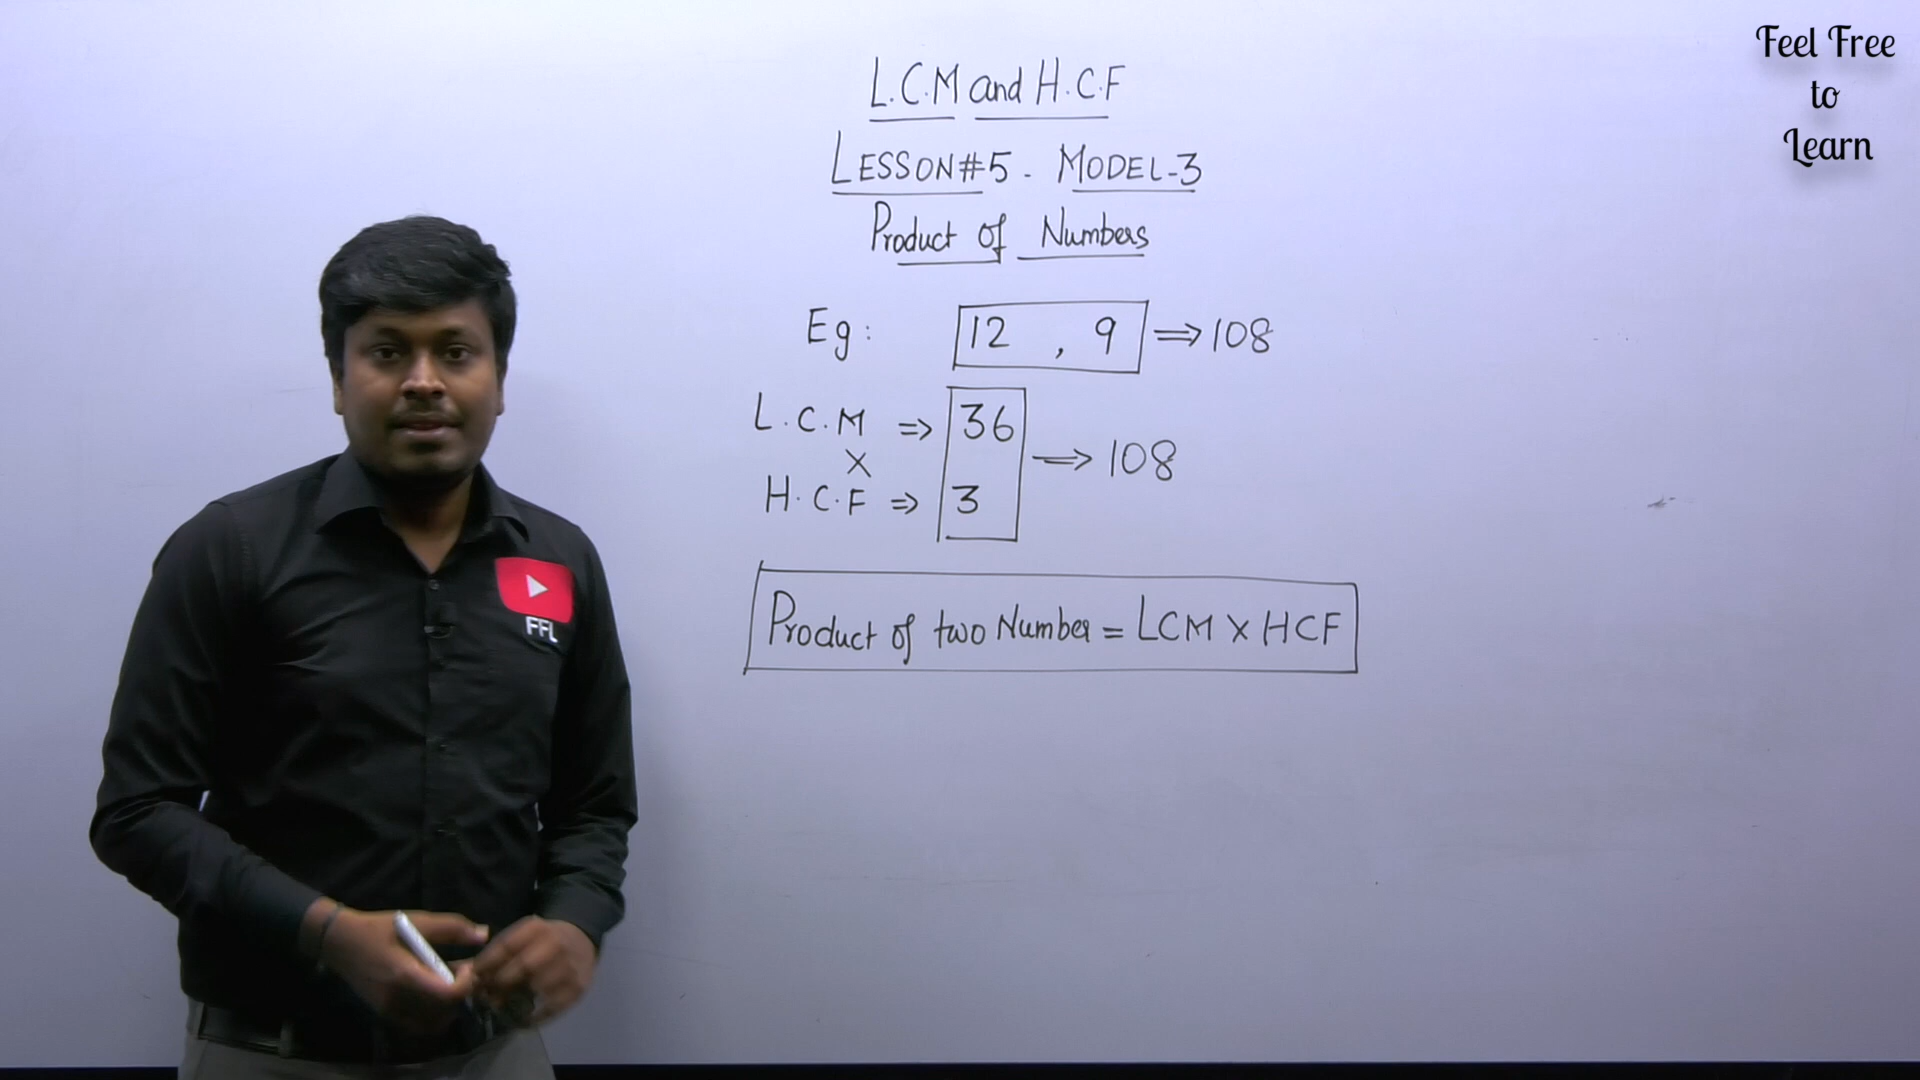 Feel Free
to
Learn
L.C.M and H.C.F
LESSON#5 - MODEL-3
Product of Numbers
Eg: 12 , 9 ⇒ 108
L.C.M ⇒ 36
X ⇒ 108
H.C.F ⇒ 3
Product of two Number = LCM X HCF
FFL